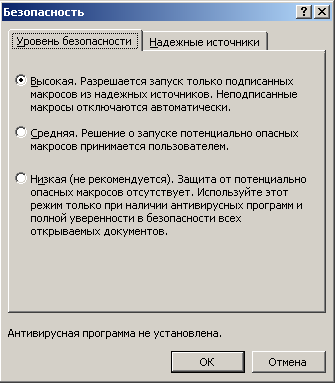 Безопасность
Уровень безопасности
Надежные источники
Высокая. Разрешается запуск только подписанных
макросов из надежных источников. Неподписанные
макросы отключаются автоматически.
Средняя. Решение о запуске потенциально опасных
макросов принимается пользователем.
Низкая (не рекомендуется). Защита от потенциально
опасных макросов отсутствует. Используйте этот
режим только при наличии антивирусных программ и
полной уверенности в безопасности всех
открываемых документов.
Антивирусная программа не установлена.
ОК
Отмена